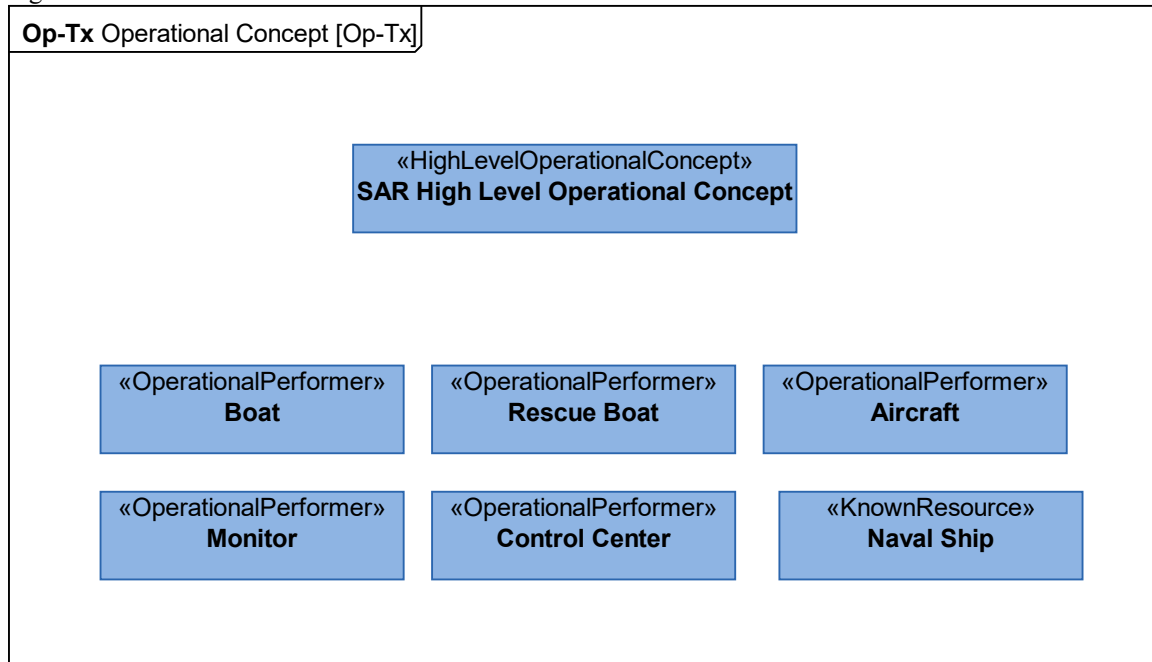 Op-Tx Operational Concept [Op-Tx]
«HighLevelOperationalConcept»
SAR High Level Operational Concept
«OperationalPerformer»
Boat
«OperationalPerformer»
Rescue Boat
«OperationalPerformer»
Aircraft
«OperationalPerformer»
Monitor
«OperationalPerformer»
Control Center
«KnownResource»
Naval Ship